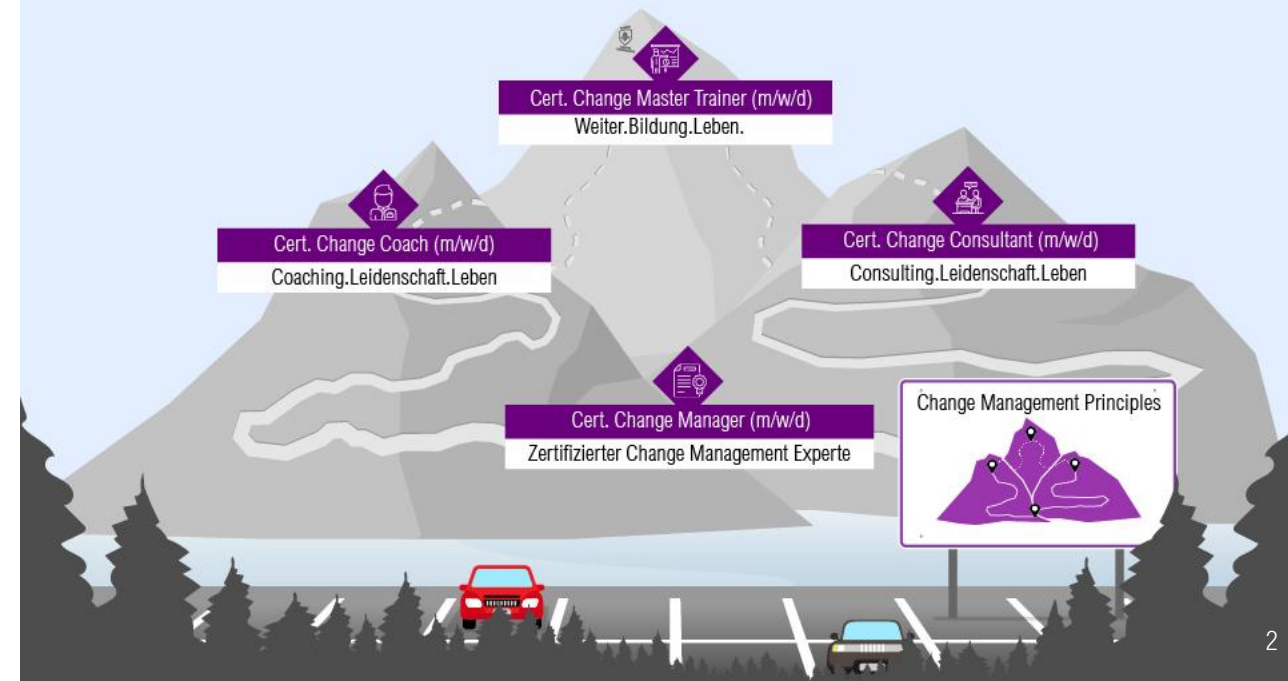 Cert. Change Master Trainer (m/w/d)
Weiter.Bildung.Leben.
Cert. Change Coach (m/w/d)
Coaching.Leidenschaft.Leben
Cert. Change Consultant (m/w/d)
Consulting.Leidenschaft.Leben
Cert. Change Manager (m/w/d)
Zertifizierter Change Management Experte
Change Management Principles
2